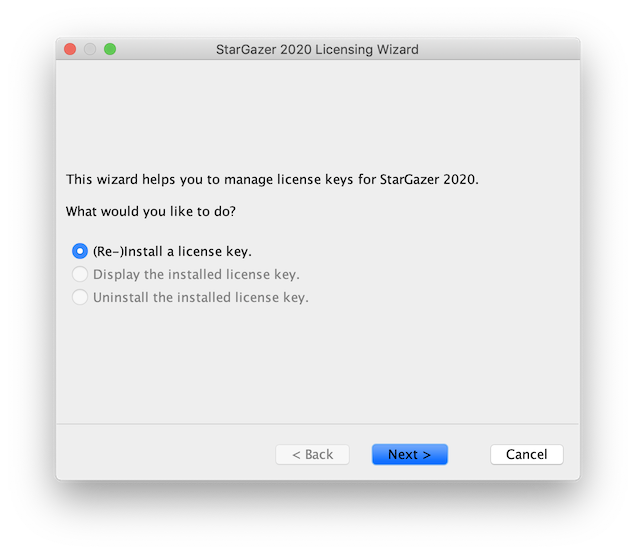 StarGazer 2020 Licensing Wizard
This wizard helps you to manage license keys for StarGazer 2020.
What would you like to do?
(Re-)Install a license key.
Display the installed license key.
Uninstall the installed license key.
< Back
Next >
Cancel